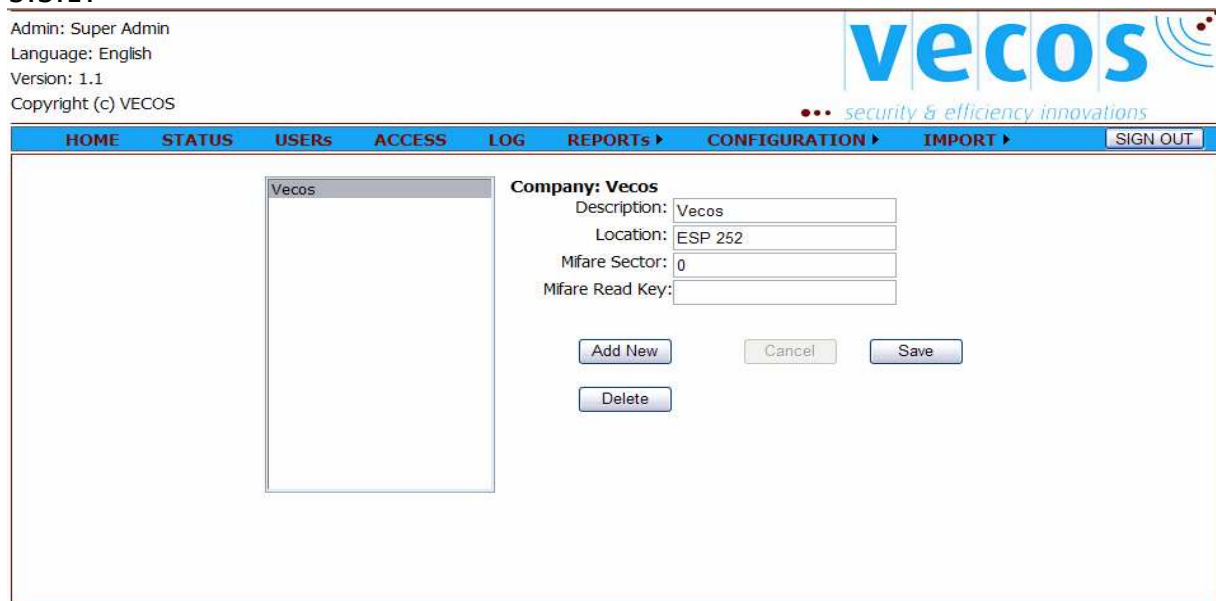 Admin: Super Admin
Language: English
Version: 1.1
Copyright (c) VECOS
vecos
security & efficiency innovations
HOME STATUS USERs ACCESS LOG REPORTs CONFIGURATION IMPORT SIGN OUT
Vecos
Company: Vecos
Description: Vecos
Location: ESP 252
Mifare Sector: 0
Mifare Read Key:
Add New Cancel Save
Delete